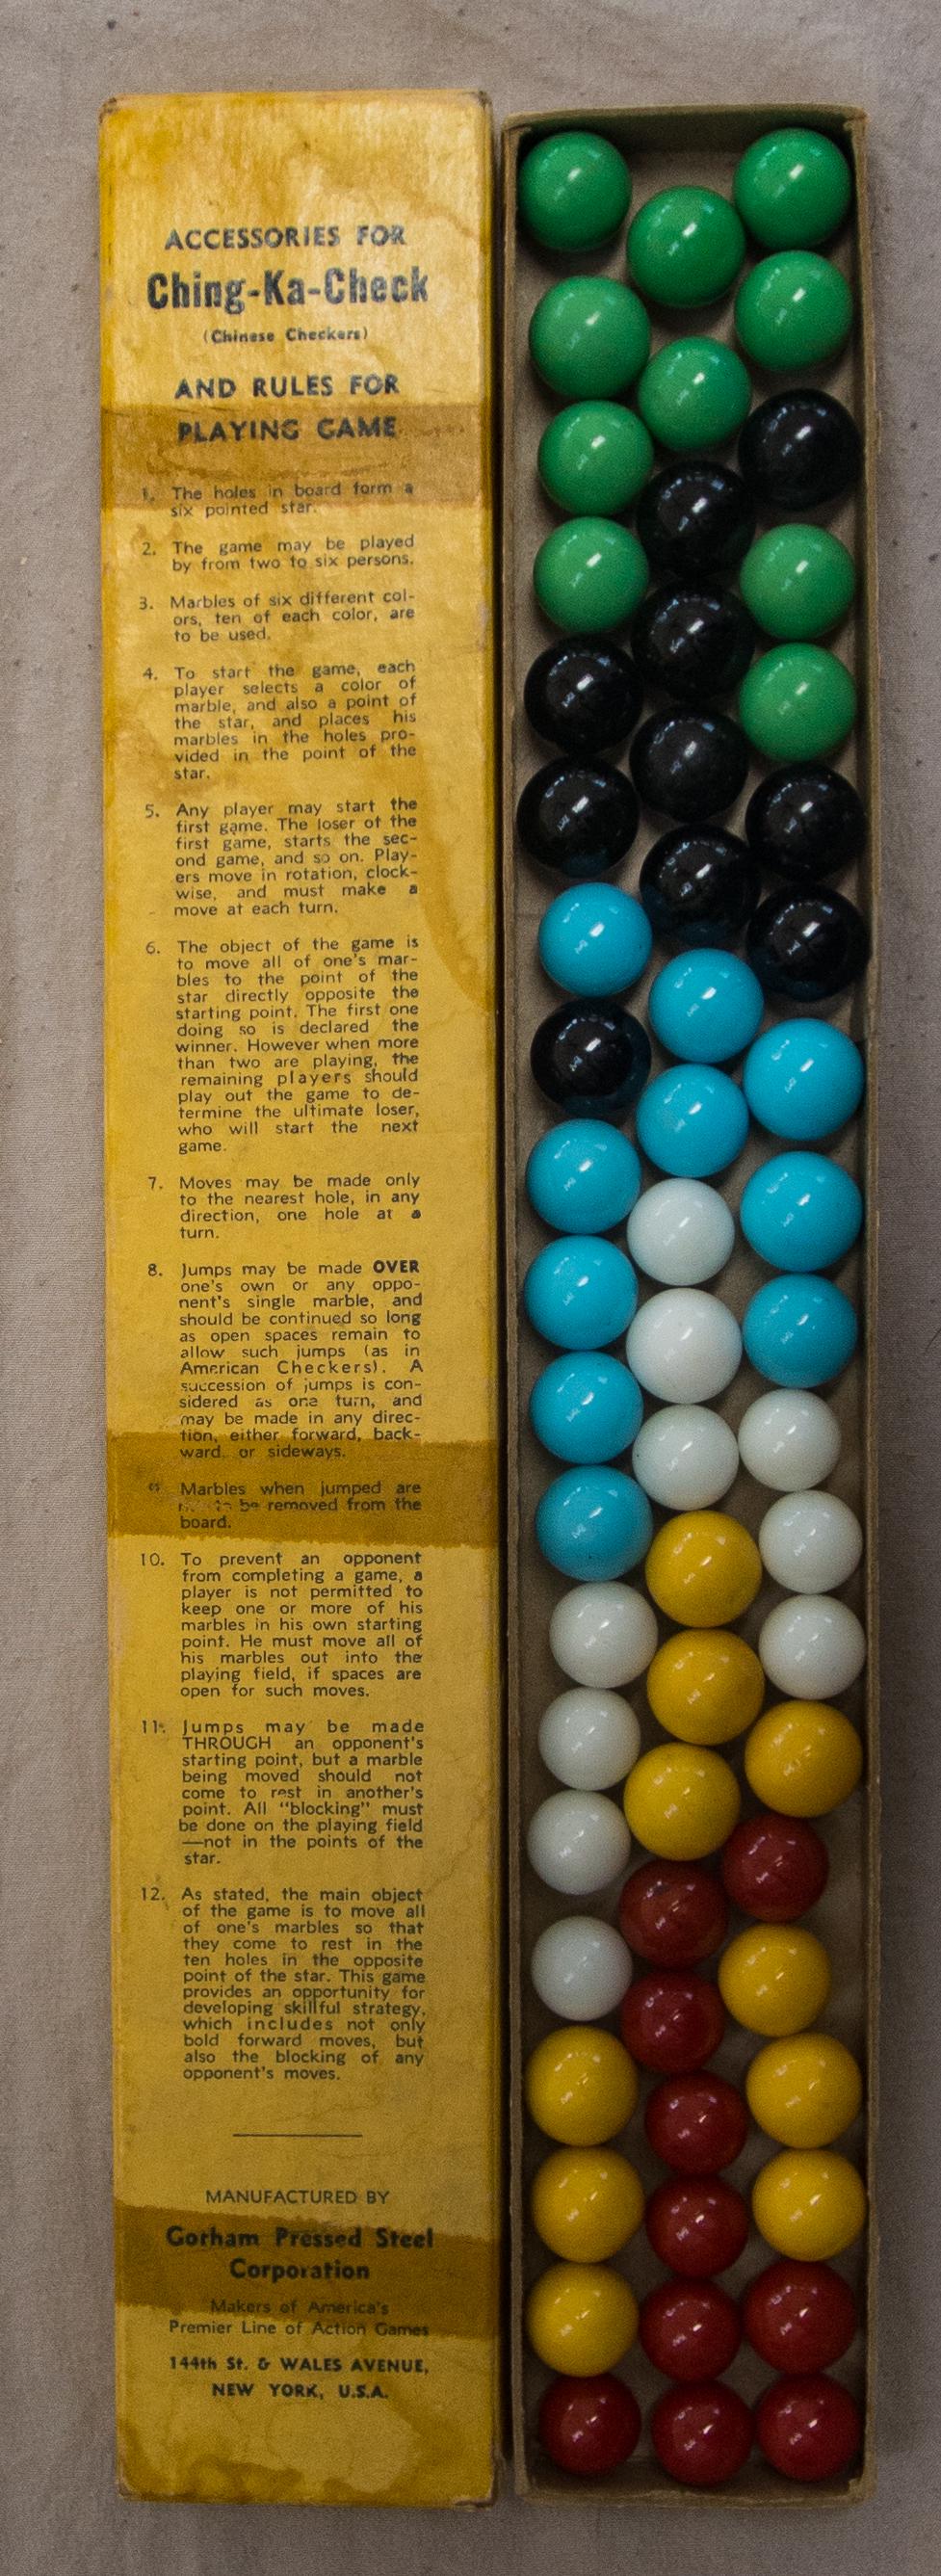 ACCESSORIES FOR
Ching-Ka-Check
(Chinese Checkers)
AND RULES FOR
PLAYING GAME
1. The holes in board form a
six pointed star.
2. The game may be played
by from two to six persons.
3. Marbles of six different col-
ors, ten of each color, are
to be used.
4. To start the game, each
player selects a color of
marble, and also a point of
the star, and places his
marbles in the holes pro-
vided in the point of the
star.
5. Any player may start the
first game. The loser of the
first game, starts the sec-
ond game, and so on. Play-
ers move in rotation, clock-
wise, and must make a
move at each turn.
6. The object of the game is
to move all of one's mar-
bles to the point of the
star directly opposite the
starting point. The first one
doing so is declared the
winner. However when more
than two are playing, the
remaining players should
play out the game to de-
termine the ultimate loser,
who will start the next
game.
7. Moves may be made only
to the nearest hole, in any
direction, one hole at a
turn.
8. Jumps may be made OVER
one's own or any oppo-
nent's single marble, and
should be continued so long
as open spaces remain to
allow such jumps (as in
American Checkers). A
succession of jumps is con-
sidered as one turn, and
may be made in any direc-
tion, either forward, back-
ward or sideways.
Marbles when jumped are
to be removed from the
board.
10. To prevent an opponent
from completing a game, a
player is not permitted to
keep one or more of his
marbles in his own starting
point. He must move all of
his marbles out into the
playing field, if spaces are
open for such moves.
11. Jumps may be made
THROUGH an opponent's
starting point, but a marble
being moved should not
come to rest in another's
point. All "blocking" must
be done on the playing field
—not in the points of the
star.
12. As stated, the main object
of the game is to move all
of one's marbles so that
they come to rest in the
ten holes in the opposite
point of the star. This game
provides an opportunity for
developing skillful strategy,
which includes not only
bold forward moves, but
also the blocking of any
opponent's moves.
MANUFACTURED BY
Gorham Pressed Steel
Corporation
Makers of America's
Premier Line of Action Games
144th St. & WALES AVENUE,
NEW YORK, U.S.A.